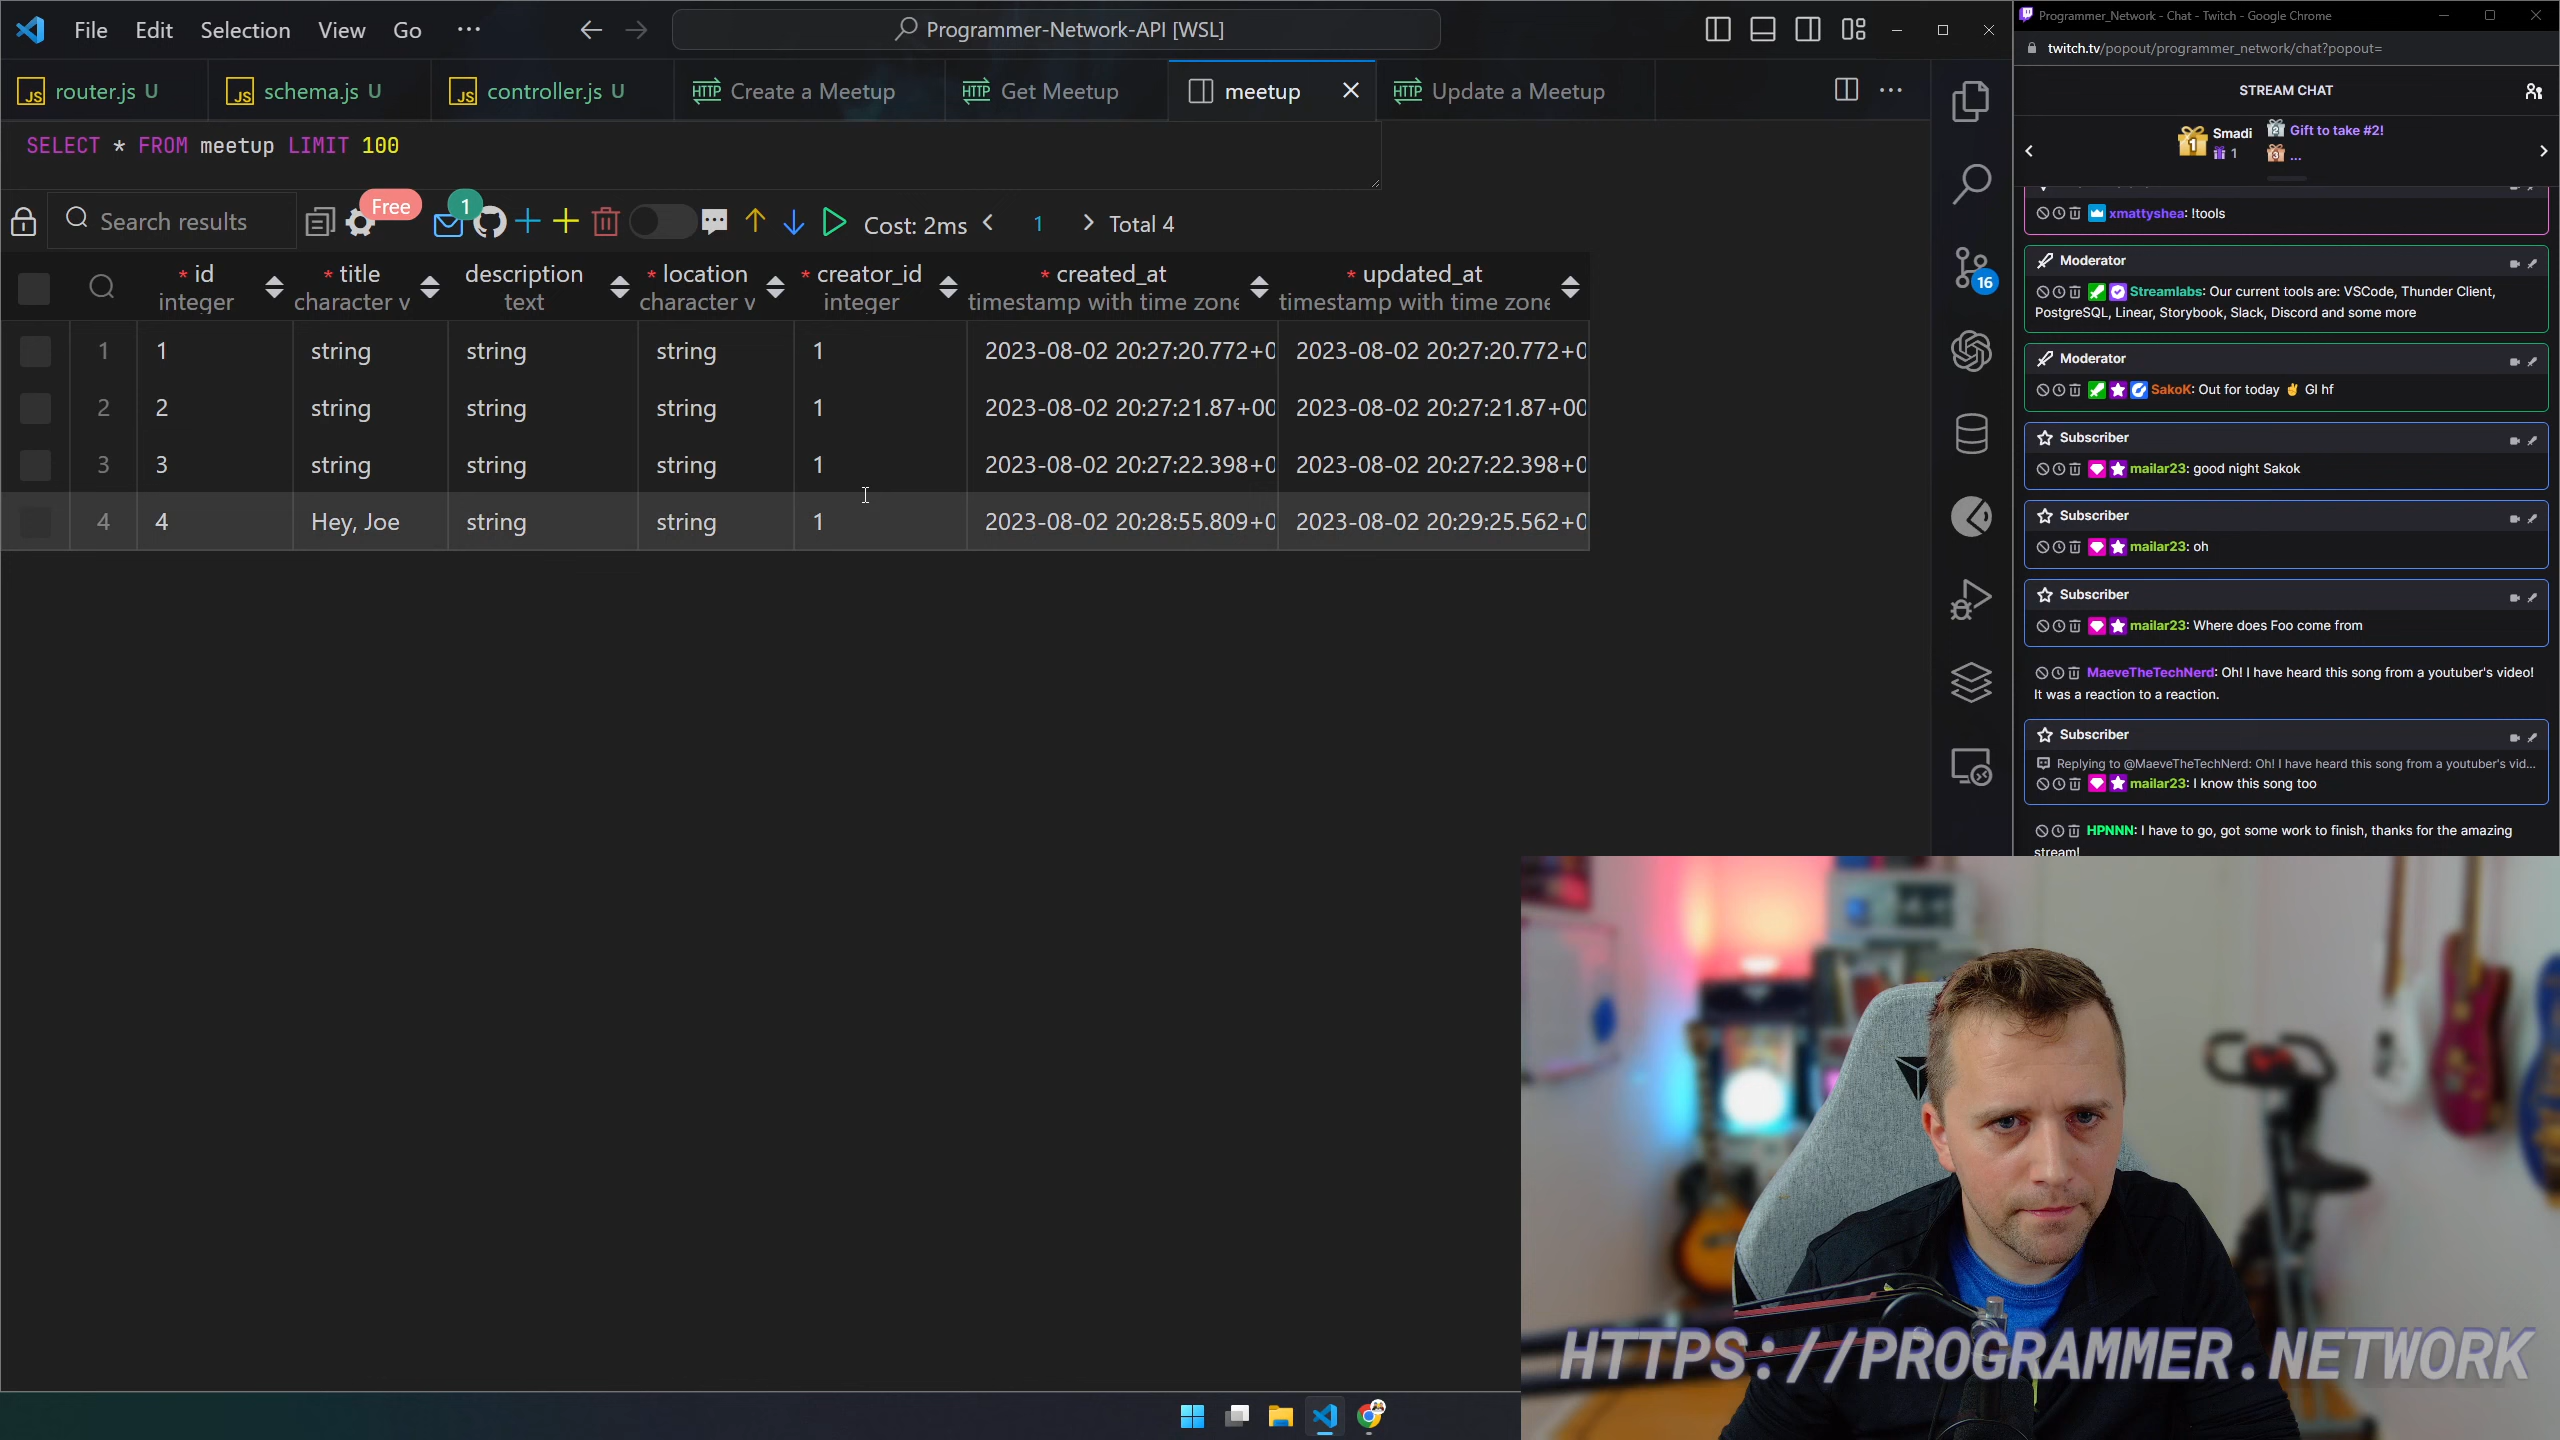 File Edit Selection View Go ···
Programmer-Network-API [WSL]
JS router.js U
JS schema.js U
JS controller.js U
HTTP Create a Meetup
HTTP Get Meetup
meetup
HTTP Update a Meetup
SELECT * FROM meetup LIMIT 100
Search results
Free
1
Cost: 2ms
1
Total 4
* id
integer
* title
character v
description
text
* location
character v
* creator_id
integer
* created_at
timestamp with time zone
* updated_at
timestamp with time zone
1 1 string string string 1 2023-08-02 20:27:20.772+0 2023-08-02 20:27:20.772+0
2 2 string string string 1 2023-08-02 20:27:21.87+00 2023-08-02 20:27:21.87+00
3 3 string string string 1 2023-08-02 20:27:22.398+0 2023-08-02 20:27:22.398+0
4 4 Hey, Joe string string 1 2023-08-02 20:28:55.809+0 2023-08-02 20:29:25.562+0
16
Programmer_Network - Chat - Twitch - Google Chrome
twitch.tv/popout/programmer_network/chat?popout=
STREAM CHAT
1
Smadi
1
Gift to take #2!
...
xmattyshea: !tools
Moderator
Streamlabs: Our current tools are: VSCode, Thunder Client,
PostgreSQL, Linear, Storybook, Slack, Discord and some more
Moderator
SakoK: Out for today ✌ Gl hf
Subscriber
mailar23: good night Sakok
Subscriber
mailar23: oh
Subscriber
mailar23: Where does Foo come from
MaeveTheTechNerd: Oh! I have heard this song from a youtuber's video!
It was a reaction to a reaction.
Subscriber
Replying to @MaeveTheTechNerd: Oh! I have heard this song from a youtuber's vid...
mailar23: I know this song too
HPNNN: I have to go, got some work to finish, thanks for the amazing
stream!
HTTPS://PROGRAMMER.NETWORK